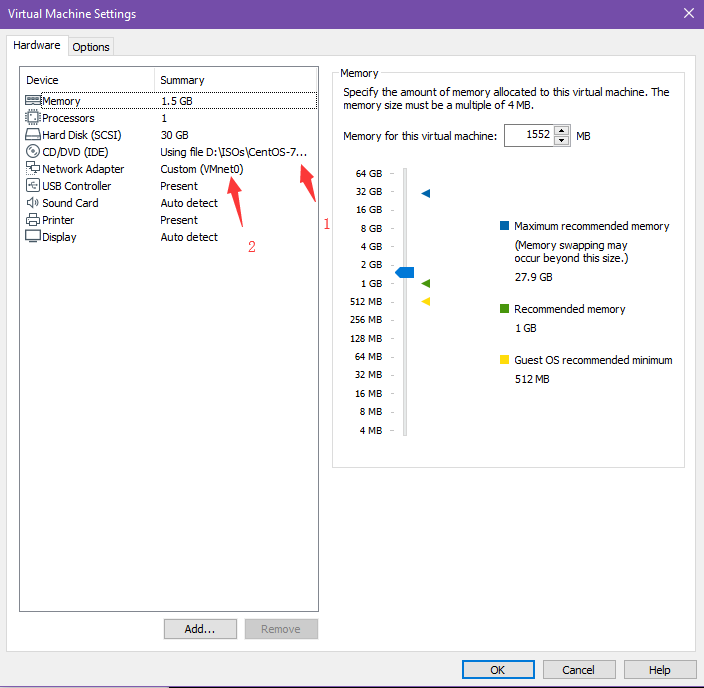 Virtual Machine Settings
Hardware
Options
Device Summary
Memory 1.5 GB
Processors 1
Hard Disk (SCSI) 30 GB
CD/DVD (IDE) Using file D:\ISOs\CentOS-7...
Network Adapter Custom (VMnet0)
USB Controller Present
Sound Card Auto detect
Printer Present
Display Auto detect
1
2
Add...
Remove
Memory
Specify the amount of memory allocated to this virtual machine. The
memory size must be a multiple of 4 MB.
Memory for this virtual machine: 1552 MB
64 GB
32 GB
16 GB
8 GB
4 GB
2 GB
1 GB
512 MB
256 MB
128 MB
64 MB
32 MB
16 MB
8 MB
4 MB
Maximum recommended memory
(Memory swapping may
occur beyond this size.)
27.9 GB
Recommended memory
1 GB
Guest OS recommended minimum
512 MB
OK
Cancel
Help